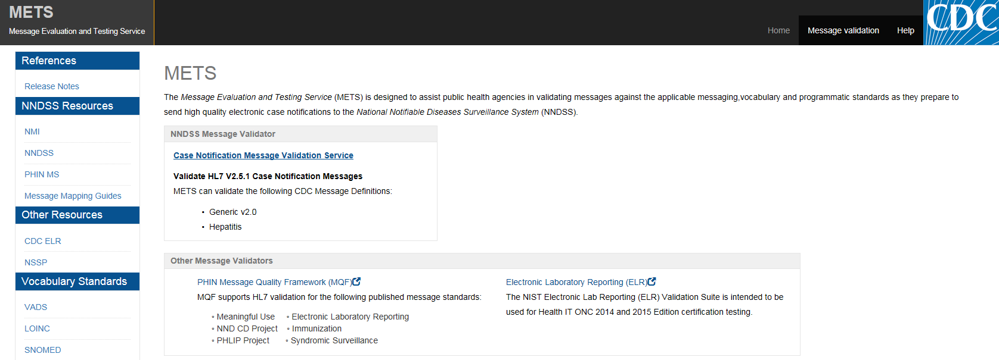 METS
Message Evaluation and Testing Service
Home
Message validation
Help
CDC
References
Release Notes
NNDSS Resources
NMI
NNDSS
PHIN MS
Message Mapping Guides
Other Resources
CDC ELR
NSSP
Vocabulary Standards
VADS
LOINC
SNOMED
METS
The Message Evaluation and Testing Service (METS) is designed to assist public health agencies in validating messages against the applicable messaging,vocabulary and programmatic standards as they prepare to
send high quality electronic case notifications to the National Notifiable Diseases Surveillance System (NNDSS).
NNDSS Message Validator
Case Notification Message Validation Service
Validate HL7 V2.5.1 Case Notification Messages
METS can validate the following CDC Message Definitions:
• Generic v2.0
• Hepatitis
Other Message Validators
PHIN Message Quality Framework (MQF)
MQF supports HL7 validation for the following published message standards:
▫ Meaningful Use ▫ Electronic Laboratory Reporting
▫ NND CD Project ▫ Immunization
▫ PHLIP Project ▫ Syndromic Surveillance
Electronic Laboratory Reporting (ELR)
The NIST Electronic Lab Reporting (ELR) Validation Suite is intended to be
used for Health IT ONC 2014 and 2015 Edition certification testing.